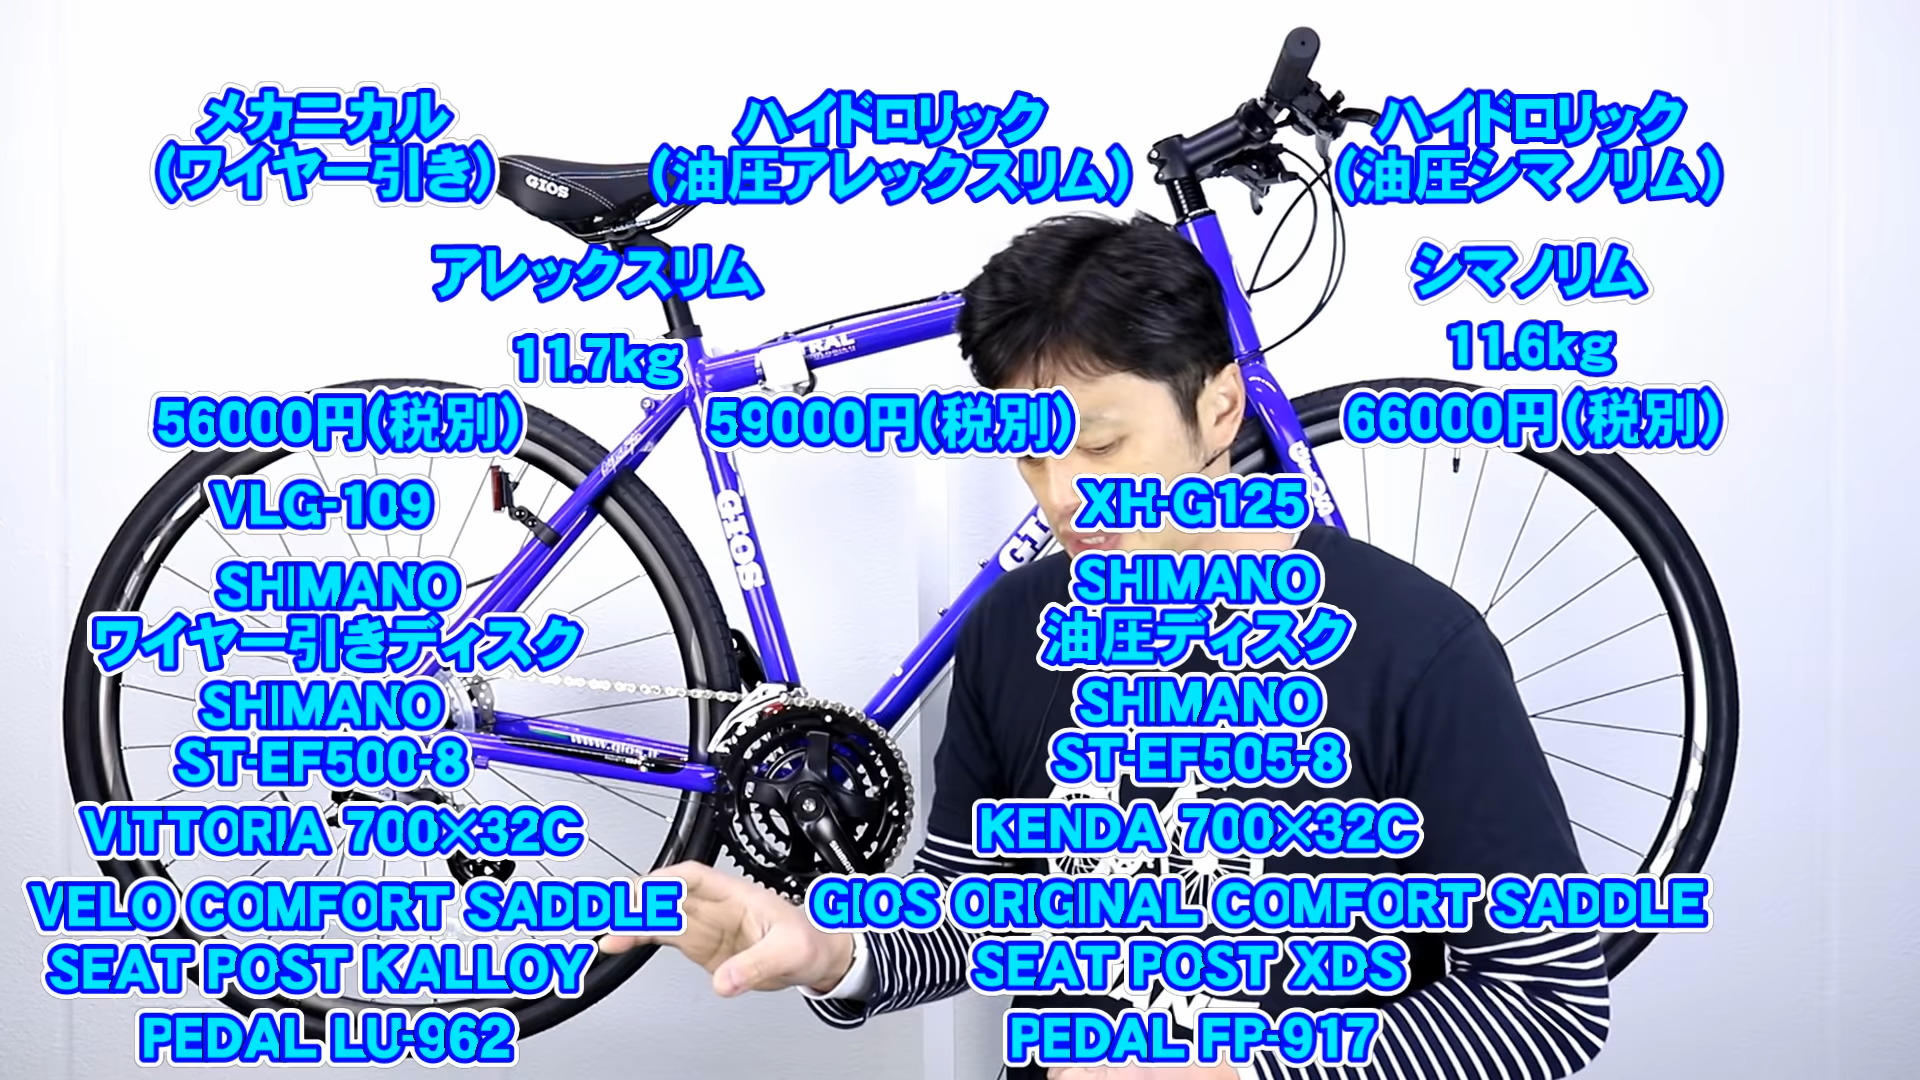 メカニカル
(ワイヤー引き)
ハイドロリック
(油圧アレックスリム)
ハイドロリック
(油圧シマノリム)
GIOS
アレックスリム
シマノリム
11.7kg
11.6kg
56000円(税別)
59000円(税別)
66000円(税別)
VLG-109
XH-G125
GIOS
SHIMANO
ワイヤー引きディスク
SHIMANO
油圧ディスク
SHIMANO
ST-EF500-8
SHIMANO
ST-EF505-8
www.gios.it
SHIMANO
VITTORIA 700×32C
KENDA 700×32C
VELO COMFORT SADDLE
GIOS ORIGINAL COMFORT SADDLE
SEAT POST KALLOY
SEAT POST XDS
PEDAL LU-962
PEDAL FP-917